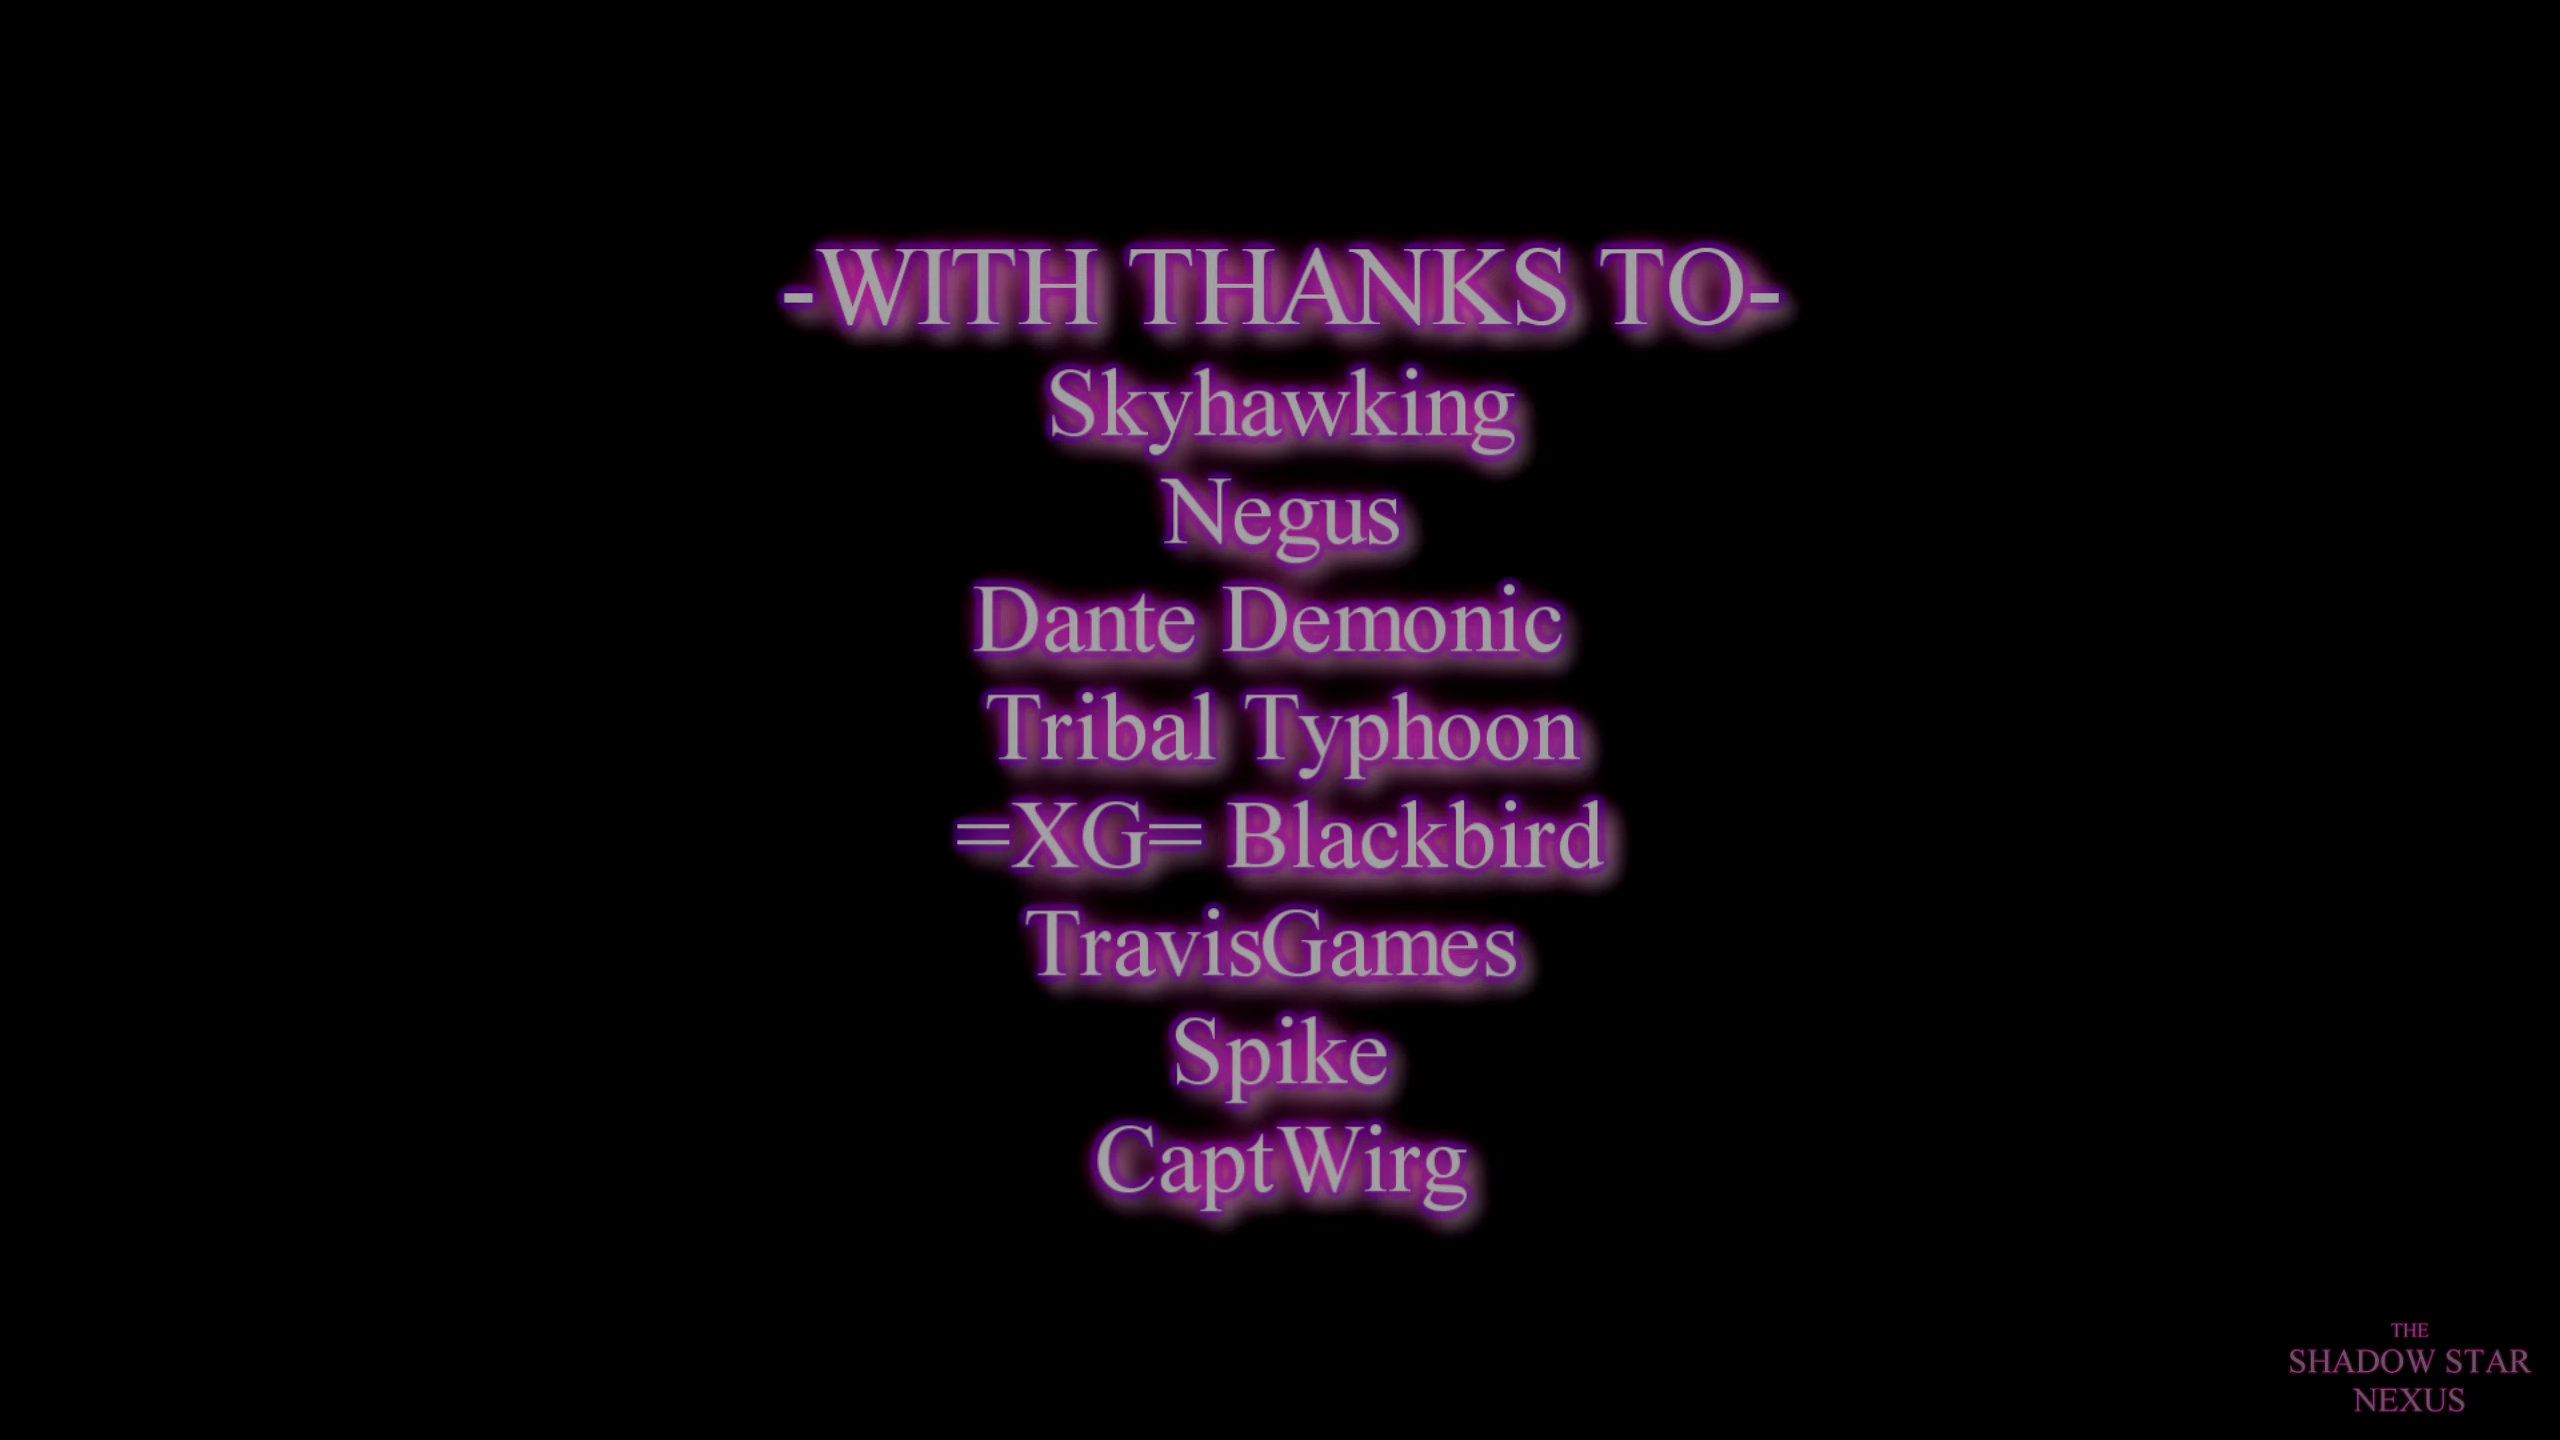 -WITH THANKS TO-
Skyhawking
Negus
Dante Demonic
Tribal Typhoon
=XG= Blackbird
TravisGames
Spike
CaptWirg
THE
SHADOW STAR
NEXUS